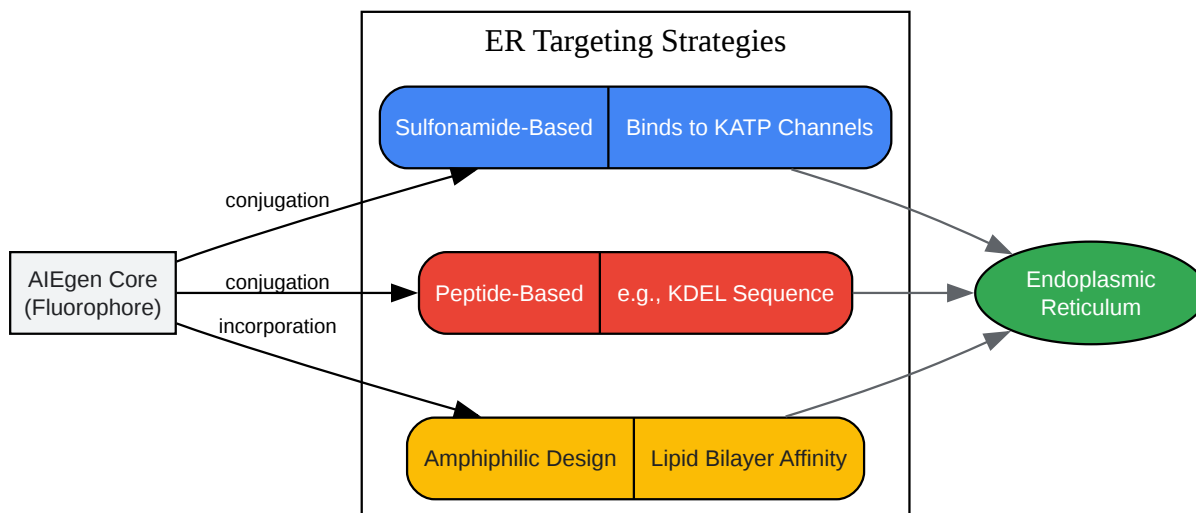 ER Targeting Strategies
Sulfonamide-Based
Binds to KATP Channels
conjugation
AIEgen Core
(Fluorophore)
conjugation
Peptide-Based
e.g., KDEL Sequence
Endoplasmic
Reticulum
incorporation
Amphiphilic Design
Lipid Bilayer Affinity